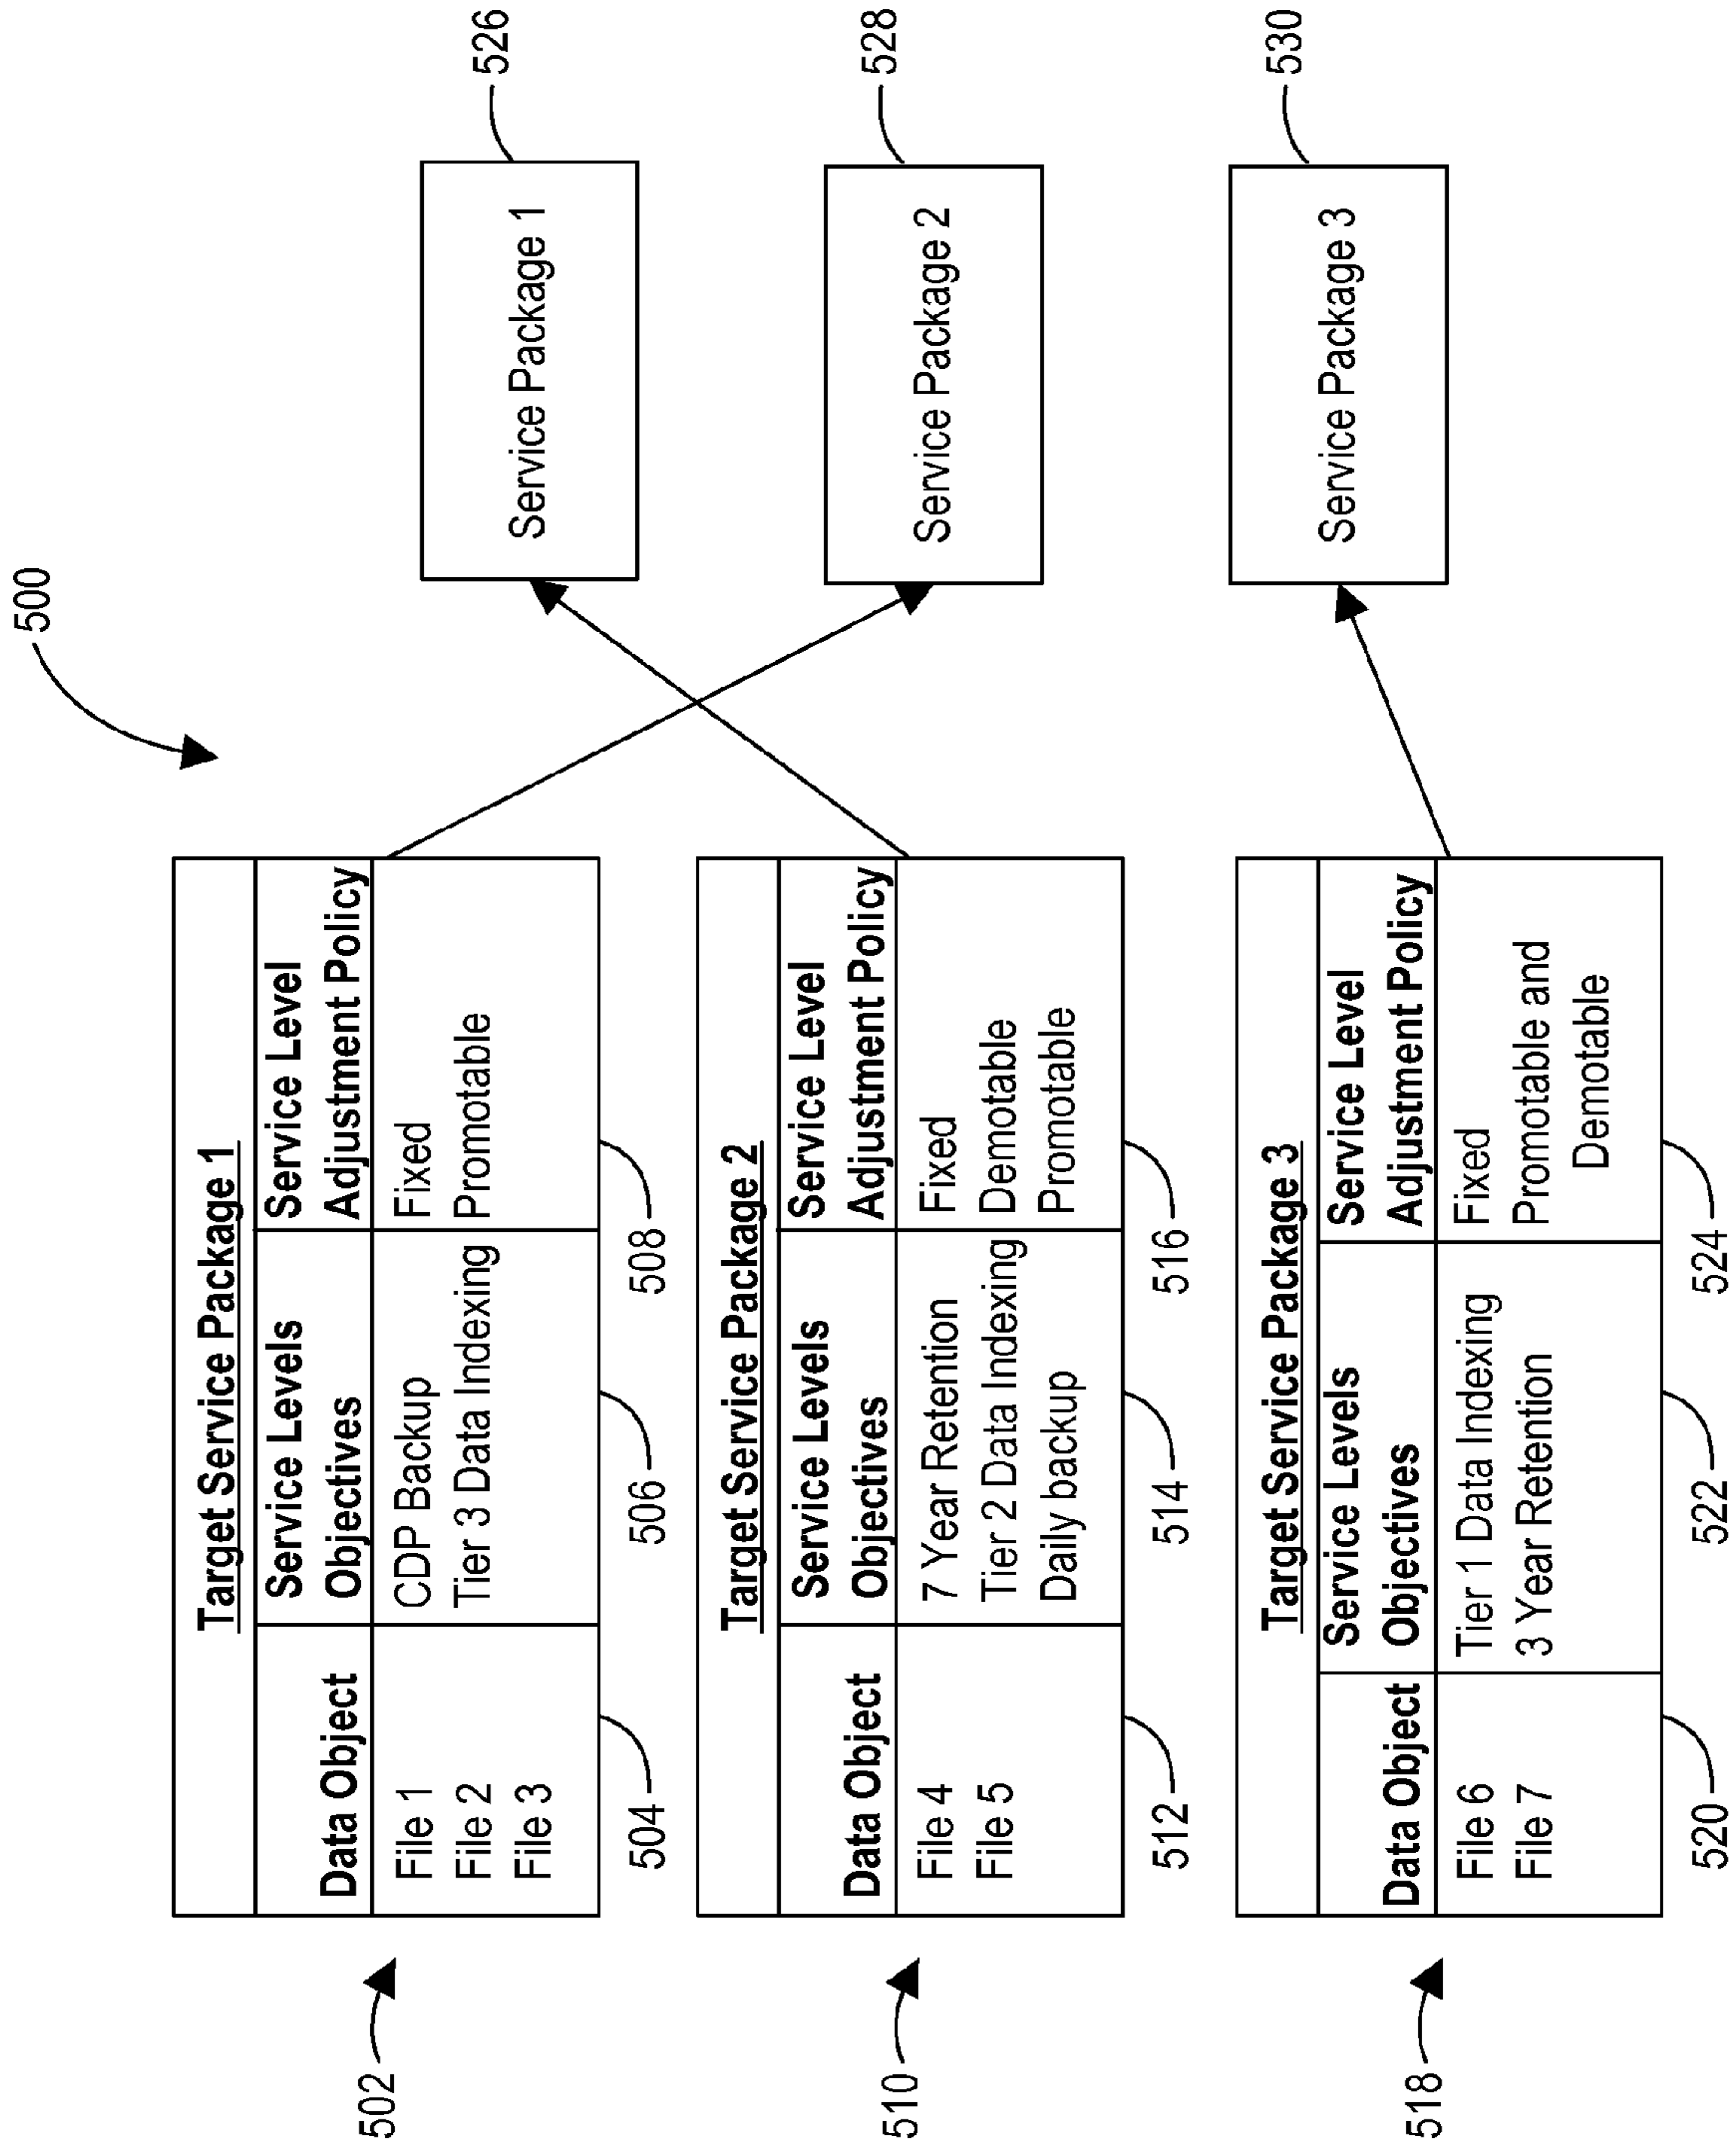 500
502
Target Service Package 1
Data Object
Service Levels
Objectives
Service Level
Adjustment Policy
File 1
File 2
File 3
CDP Backup
Tier 3 Data Indexing
Fixed
Promotable
504
506
508
510
Target Service Package 2
Data Object
Service Levels
Objectives
Service Level
Adjustment Policy
File 4
File 5
7 Year Retention
Tier 2 Data Indexing
Daily backup
Fixed
Demotable
Promotable
512
514
516
518
Target Service Package 3
Data Object
Service Levels
Objectives
Service Level
Adjustment Policy
File 6
File 7
Tier 1 Data Indexing
3 Year Retention
Fixed
Promotable and
Demotable
520
522
524
Service Package 1
526
Service Package 2
528
Service Package 3
530